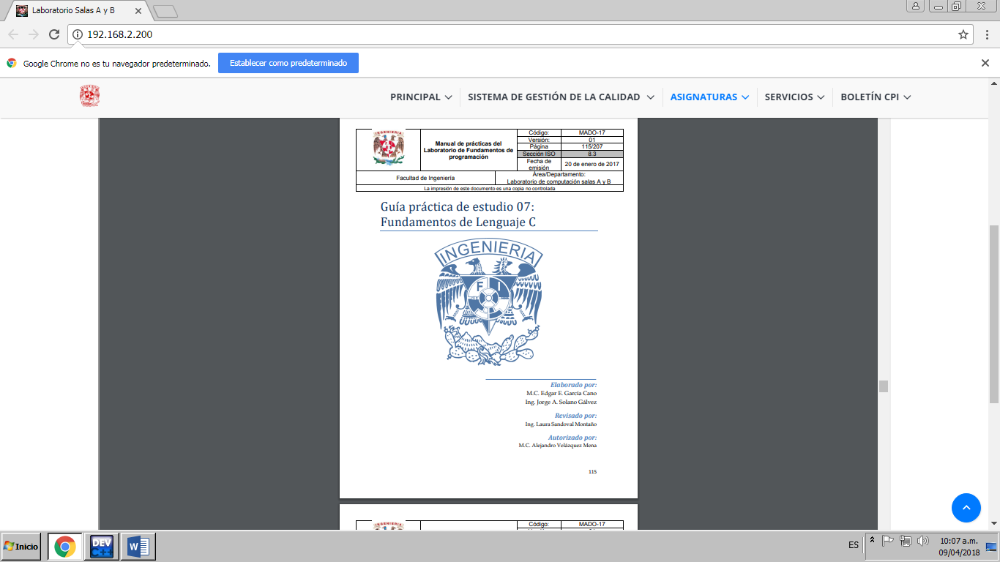 Laboratorio Salas A y B
192.168.2.200
Google Chrome no es tu navegador predeterminado.
Establecer como predeterminado
PRINCIPAL
SISTEMA DE GESTIÓN DE LA CALIDAD
ASIGNATURAS
SERVICIOS
BOLETÍN CPI
INGENIERIA
Manual de prácticas del
Laboratorio de Fundamentos de
programación
Código: MADO-17
Versión: 01
Página 115/207
Sección ISO 8.3
Fecha de
emisión
20 de enero de 2017
Facultad de Ingeniería
Área/Departamento:
Laboratorio de computación salas A y B
La impresión de este documento es una copia no controlada
Guía práctica de estudio 07:
Fundamentos de Lenguaje C
INGENIERIA
F I
Elaborado por:
M.C. Edgar E. García Cano
Ing. Jorge A. Solano Gálvez
Revisado por:
Ing. Laura Sandoval Montaño
Autorizado por:
M.C. Alejandro Velázquez Mena
115
INGENIERIA
Código: MADO-17
Inicio
DEV
C++
W
ES
10:07 a.m.
09/04/2018